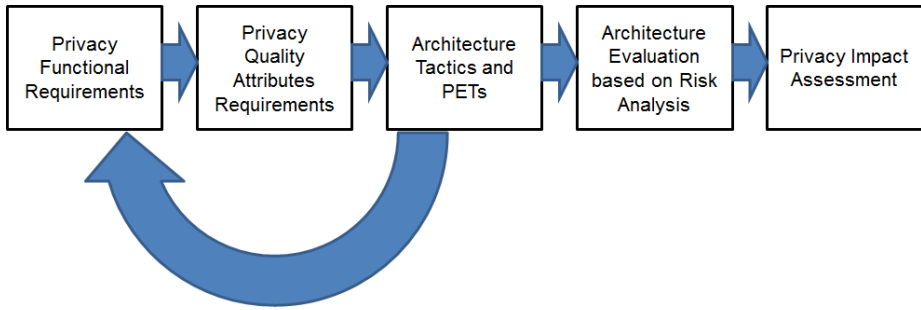 Privacy
Functional
Requirements
Privacy
Quality
Attributes
Requirements
Architecture
Tactics and
PETs
Architecture
Evaluation
based on Risk
Analysis
Privacy Impact
Assessment